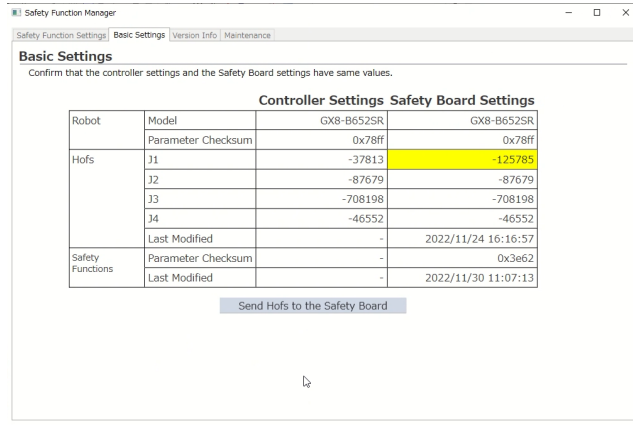 Safety Function Manager
Safety Function Settings Basic Settings Version Info Maintenance
Basic Settings
Confirm that the controller settings and the Safety Board settings have same values.
Controller Settings Safety Board Settings
Robot Model GX8-B652SR GX8-B652SR
Parameter Checksum 0x78ff 0x78ff
Hofs J1 -37813 -125785
J2 -87679 -87679
J3 -708198 -708198
J4 -46552 -46552
Last Modified - 2022/11/24 16:16:57
Safety Functions Parameter Checksum - 0x3e62
Last Modified - 2022/11/30 11:07:13
Send Hofs to the Safety Board